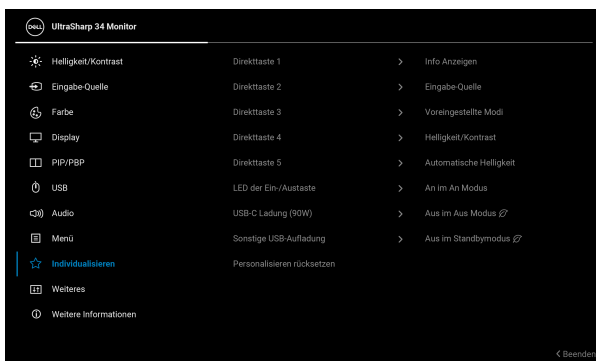 DELL UltraSharp 34 Monitor
Helligkeit/Kontrast Direkttaste 1 > Info Anzeigen
Eingabe-Quelle Direkttaste 2 > Eingabe-Quelle
Farbe Direkttaste 3 > Voreingestellte Modi
Display Direkttaste 4 > Helligkeit/Kontrast
PIP/PBP Direkttaste 5 > Automatische Helligkeit
USB LED der Ein-/Austaste > An im An Modus
Audio USB-C Ladung (90W) > Aus im Aus Modus
Menü Sonstige USB-Aufladung > Aus im Standbymodus
Individualisieren Personalisieren rücksetzen
Weiteres
Weitere Informationen
< Beenden